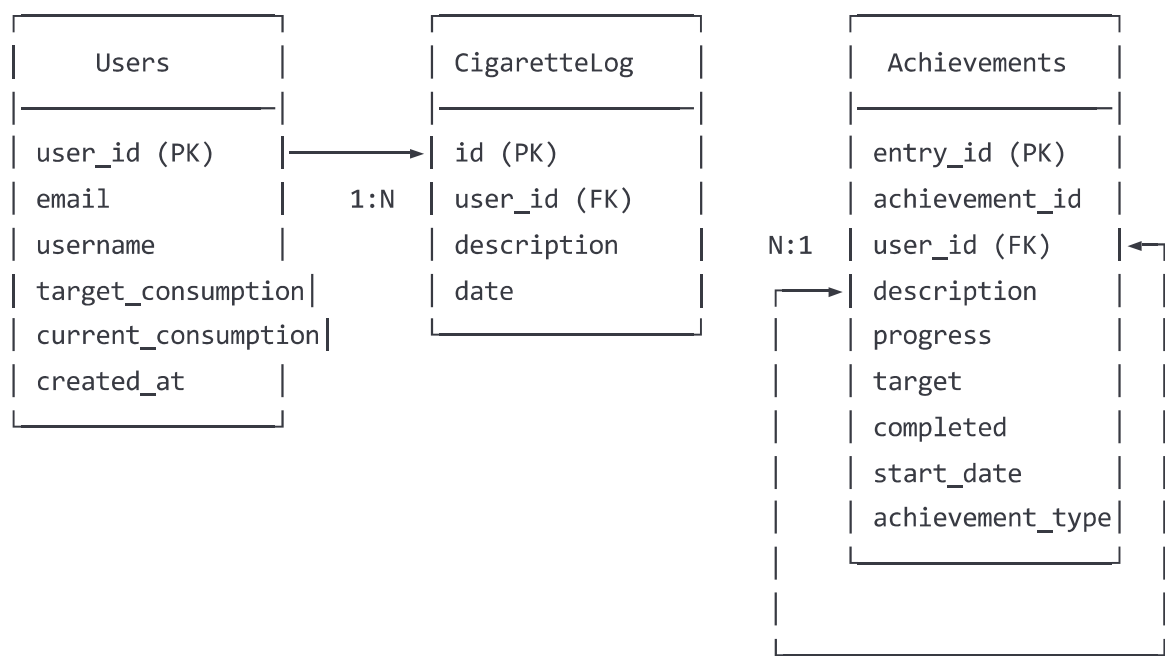 Users
user_id (PK)
email
username
target_consumption
current_consumption
created_at
1:N
CigaretteLog
id (PK)
user_id (FK)
description
date
N:1
Achievements
entry_id (PK)
achievement_id
user_id (FK)
description
progress
target
completed
start_date
achievement_type